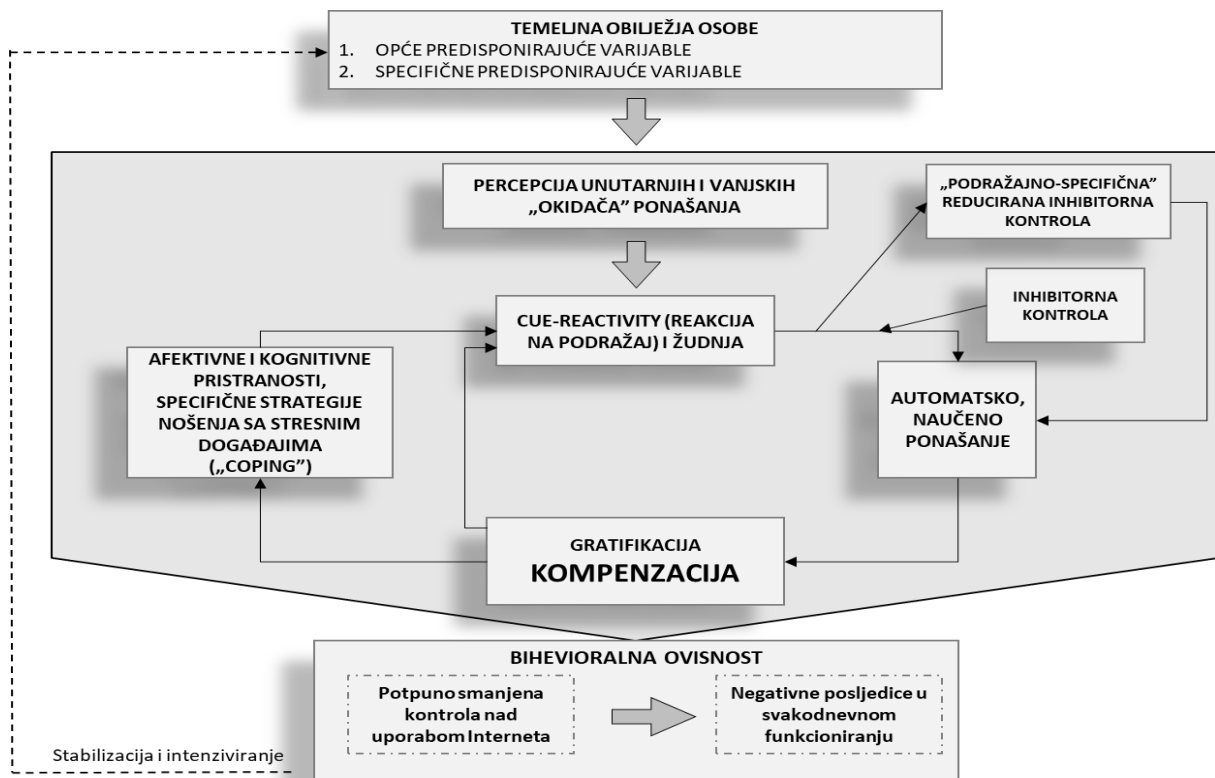 TEMELJNA OBILJEŽJA OSOBE
1. OPĆE PREDISPONIRAJUĆE VARIJABLE
2. SPECIFIČNE PREDISPONIRAJUĆE VARIJABLE
PERCEPCIJA UNUTARNJIH I VANJSKIH
„OKIDAČA” PONAŠANJA
„PODRAŽAJNO-SPECIFIČNA”
REDUCIRANA INHIBITORNA
KONTROLA
INHIBITORNA
KONTROLA
CUE-REACTIVITY (REAKCIJA
NA PODRAŽAJ) I ŽUDNJA
AFEKTIVNE I KOGNITIVNE
PRISTRANOSTI,
SPECIFIČNE STRATEGIJE
NOŠENJA SA STRESNIM
DOGAĐAJIMA
(„COPING”)
AUTOMATSKO,
NAUČENO
PONAŠANJE
GRATIFIKACIJA
KOMPENZACIJA
BIHEVIORALNA OVISNOST
Potpuno smanjena
kontrola nad
uporabom Interneta
Negativne posljedice u
svakodnevnom
funkcioniranju
Stabilizacija i intenziviranje